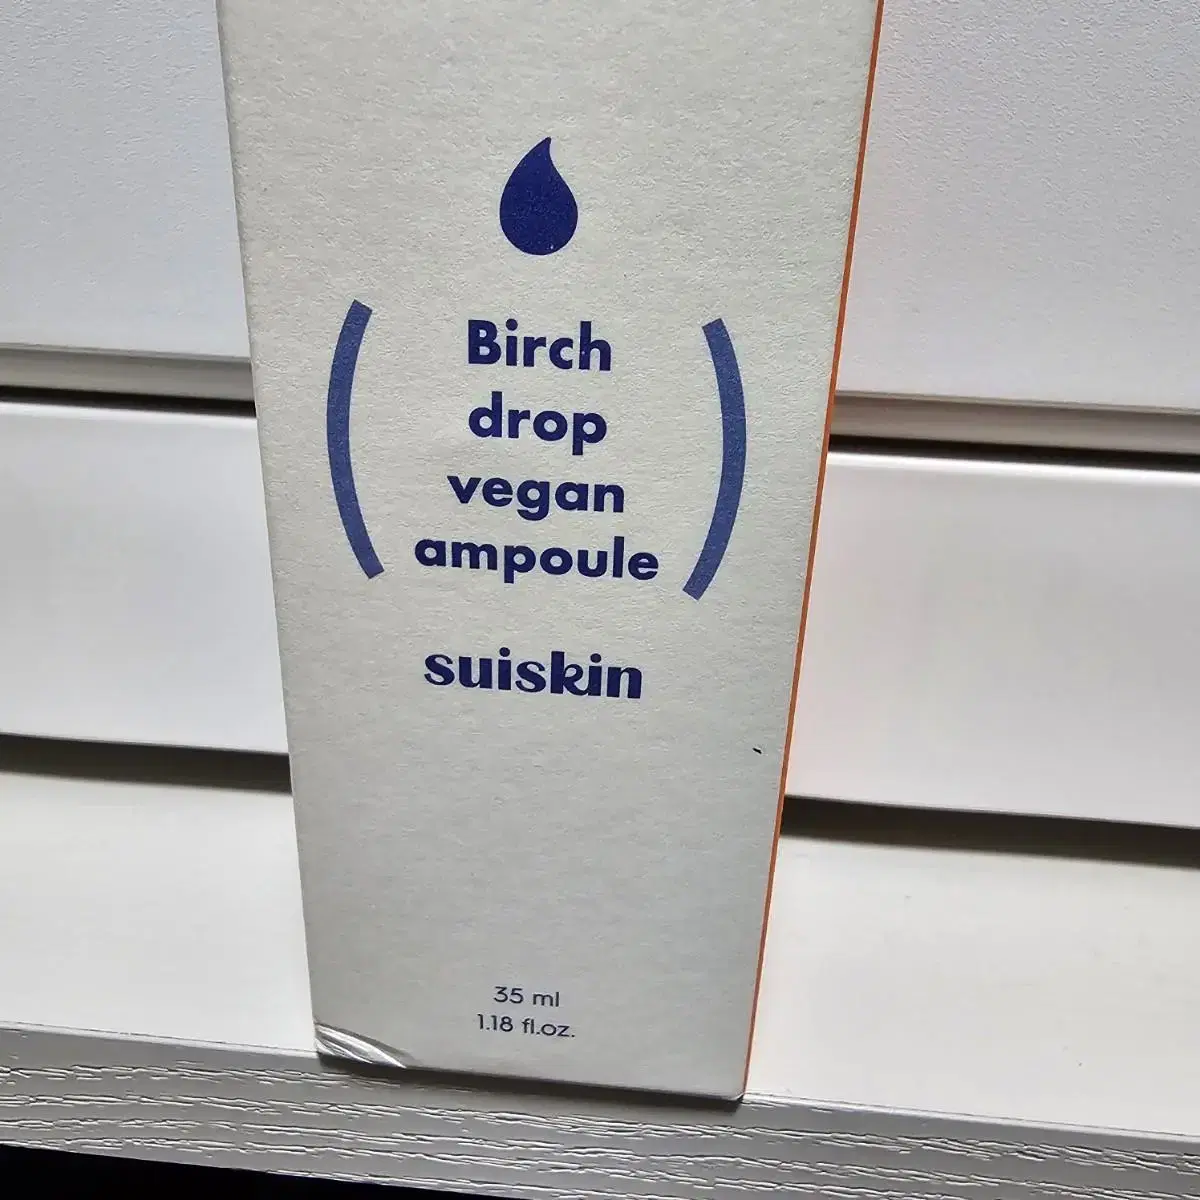 Birch
drop
vegan
ampoule
suiskin
35 ml
1.18 fl.oz.